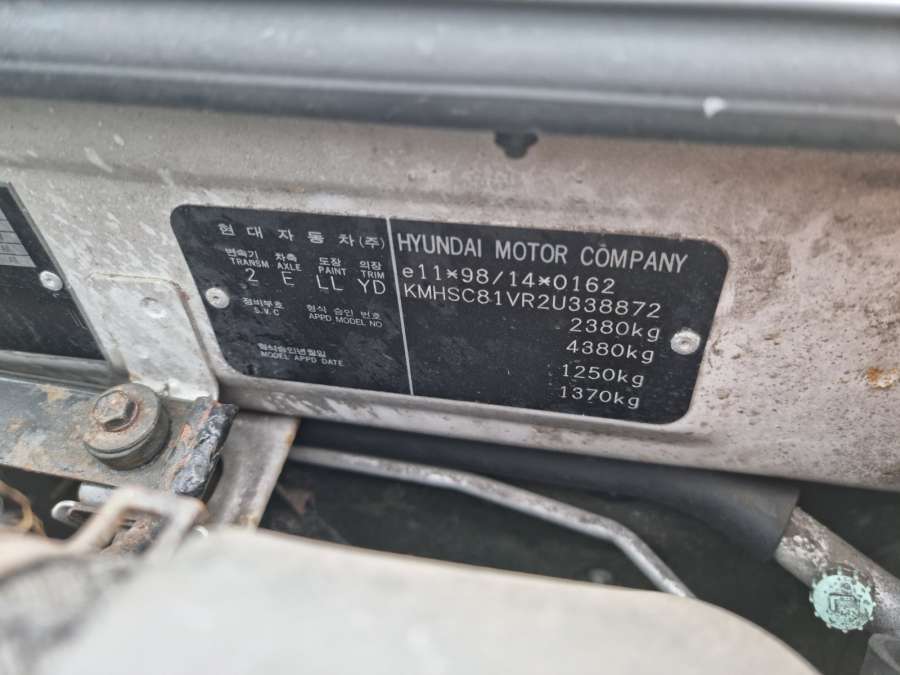 현대자동차(주)
변속기 차축 도장 의장
TRANSM AXLE PAINT TRIM
2 E LL YD
정비부호 형식 승인 번호
S.V.C APPD MODEL NO
형식승인년월일
MODEL APPD DATE
HYUNDAI MOTOR COMPANY
e11*98/14*0162
KMHSC81VR2U338872
2380kg
4380kg
1250kg
1370kg